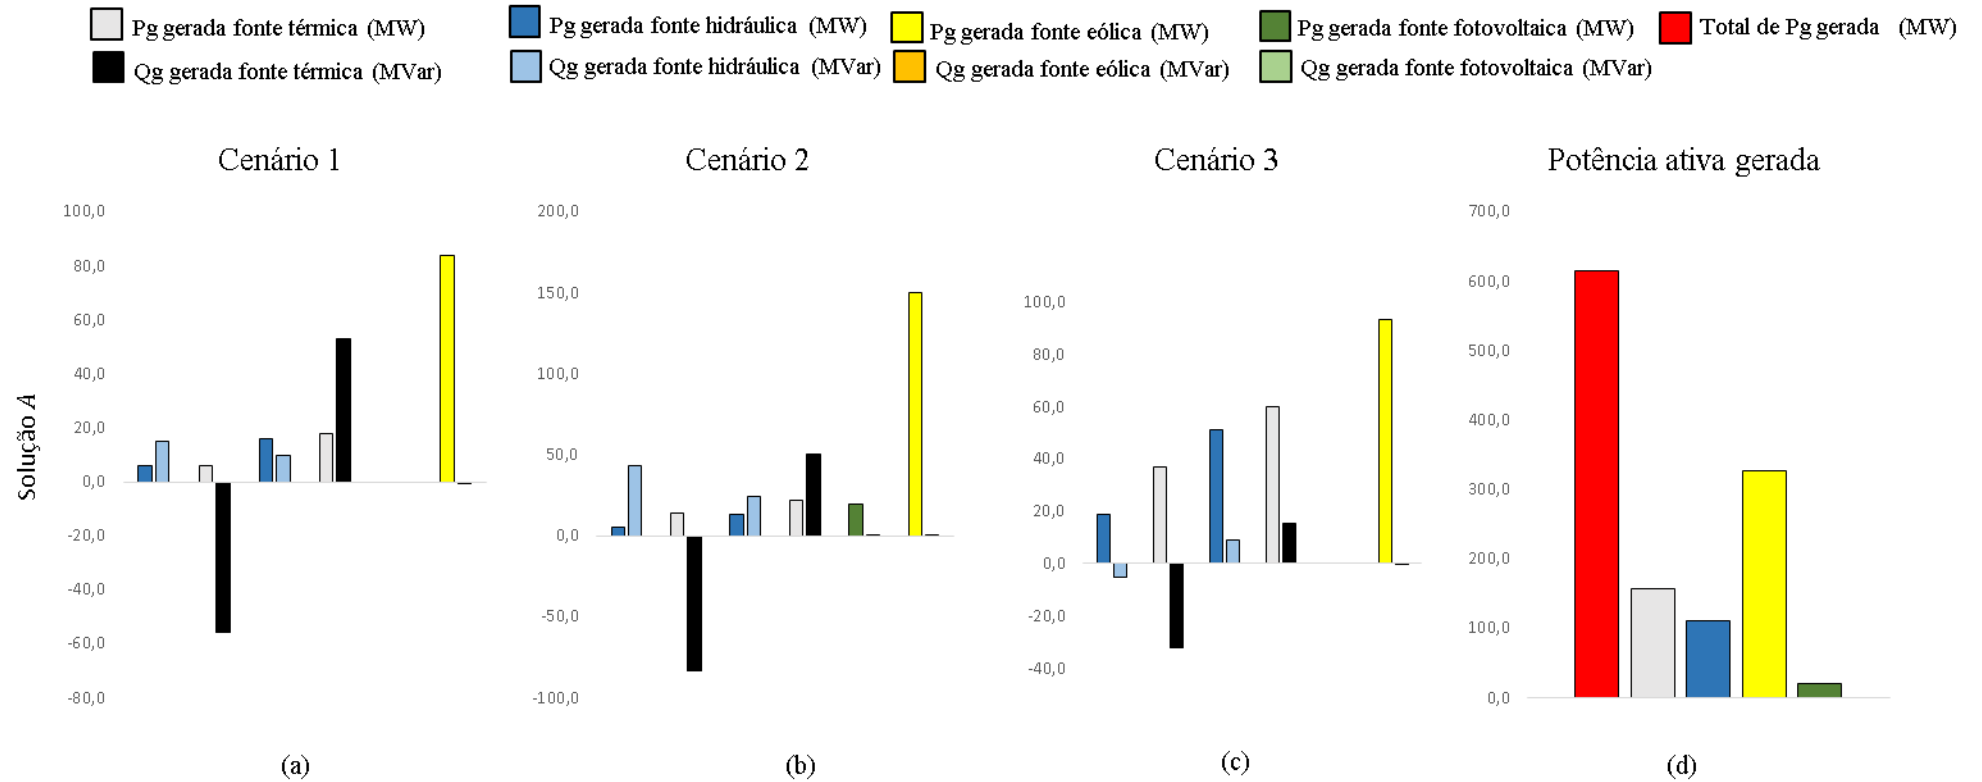 Pg gerada fonte térmica (MW)
Pg gerada fonte hidráulica (MW)
Pg gerada fonte eólica (MW)
Pg gerada fonte fotovoltaica (MW)
Total de Pg gerada (MW)
Qg gerada fonte térmica (MVar)
Qg gerada fonte hidráulica (MVar)
Qg gerada fonte eólica (MVar)
Qg gerada fonte fotovoltaica (MVar)
Solução A
Cenário 1
100,0
80,0
60,0
40,0
20,0
0,0
-20,0
-40,0
-60,0
-80,0
(a)
Cenário 2
200,0
150,0
100,0
50,0
0,0
-50,0
-100,0
(b)
Cenário 3
100,0
80,0
60,0
40,0
20,0
0,0
-20,0
-40,0
(c)
Potência ativa gerada
700,0
600,0
500,0
400,0
300,0
200,0
100,0
0,0
(d)